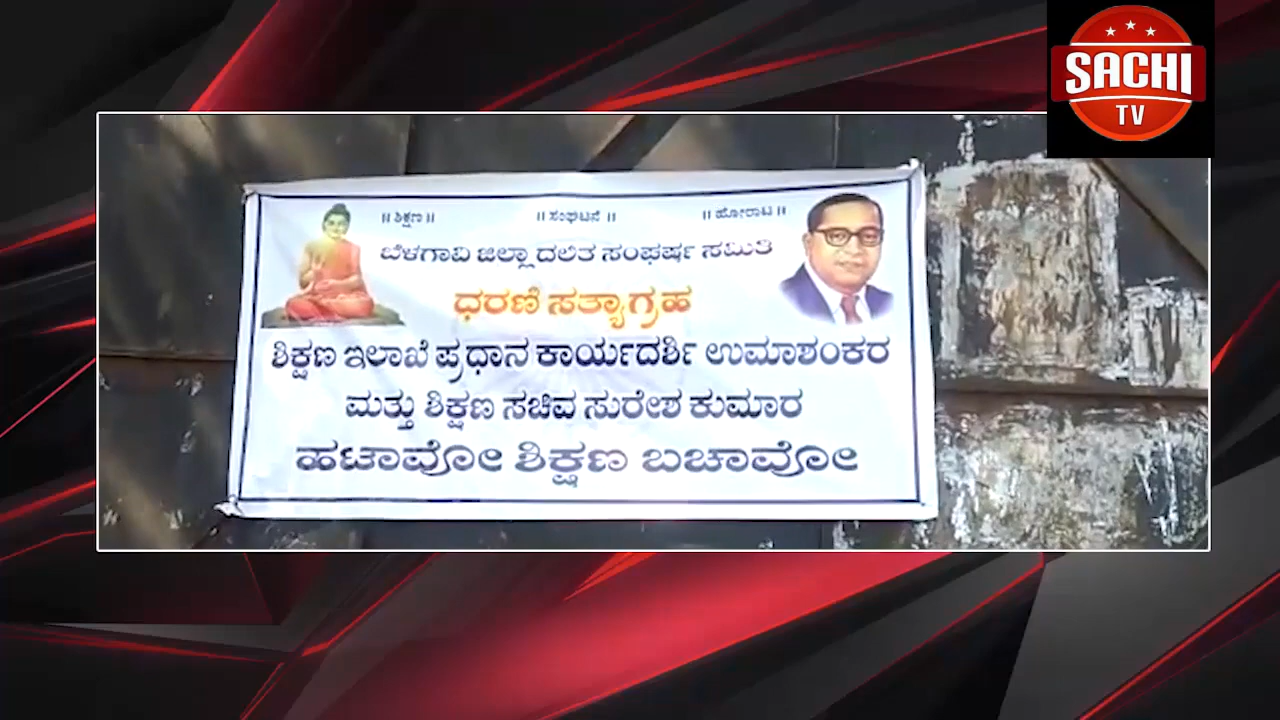 SACHI
TV
|| ಶಿಕ್ಷಣ || || ಸಂಘಟನೆ || || ಹೋರಾಟ ||
ಬೆಳಗಾವಿ ಜಿಲ್ಲಾ ದಲಿತ ಸಂಘರ್ಷ ಸಮಿತಿ
ಧರಣಿ ಸತ್ಯಾಗ್ರಹ
ಶಿಕ್ಷಣ ಇಲಾಖೆ ಪ್ರಧಾನ ಕಾರ್ಯದರ್ಶಿ ಉಮಾಶಂಕರ
ಮತ್ತು ಶಿಕ್ಷಣ ಸಚಿವ ಸುರೇಶ ಕುಮಾರ
ಹಟಾವೋ ಶಿಕ್ಷಣ ಬಚಾವೋ